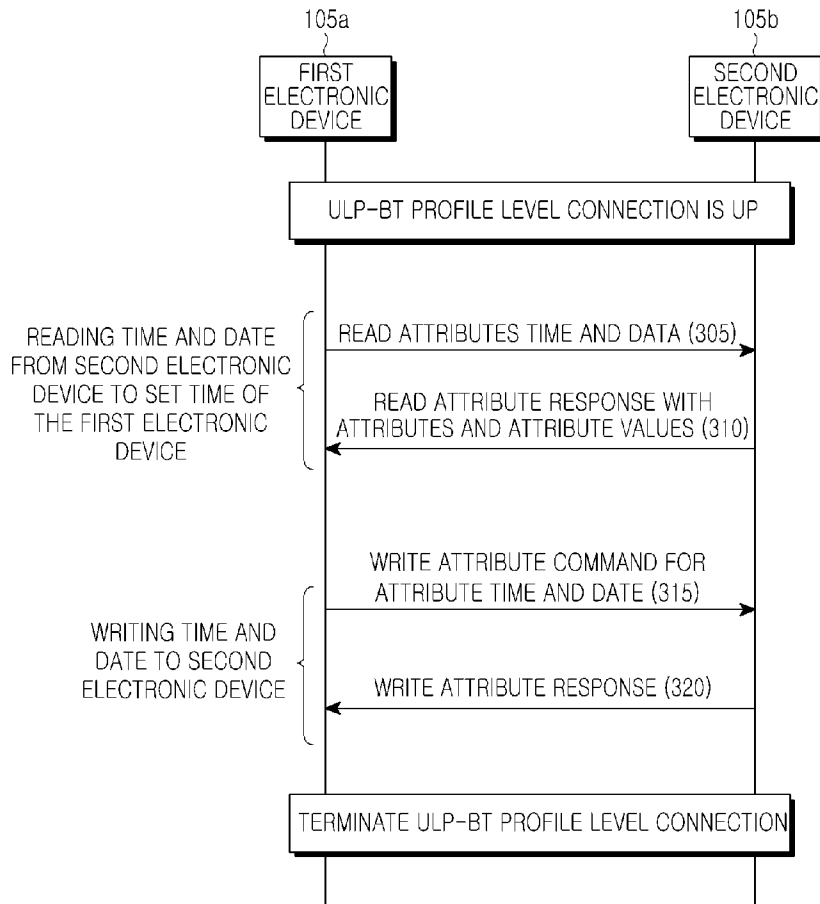 105a
105b
FIRST
ELECTRONIC
DEVICE
SECOND
ELECTRONIC
DEVICE
ULP-BT PROFILE LEVEL CONNECTION IS UP
READING TIME AND DATE
FROM SECOND ELECTRONIC
DEVICE TO SET TIME OF
THE FIRST ELECTRONIC
DEVICE
READ ATTRIBUTES TIME AND DATA (305)
READ ATTRIBUTE RESPONSE WITH
ATTRIBUTES AND ATTRIBUTE VALUES (310)
WRITE ATTRIBUTE COMMAND FOR
ATTRIBUTE TIME AND DATE (315)
WRITING TIME AND
DATE TO SECOND
ELECTRONIC DEVICE
WRITE ATTRIBUTE RESPONSE (320)
TERMINATE ULP-BT PROFILE LEVEL CONNECTION